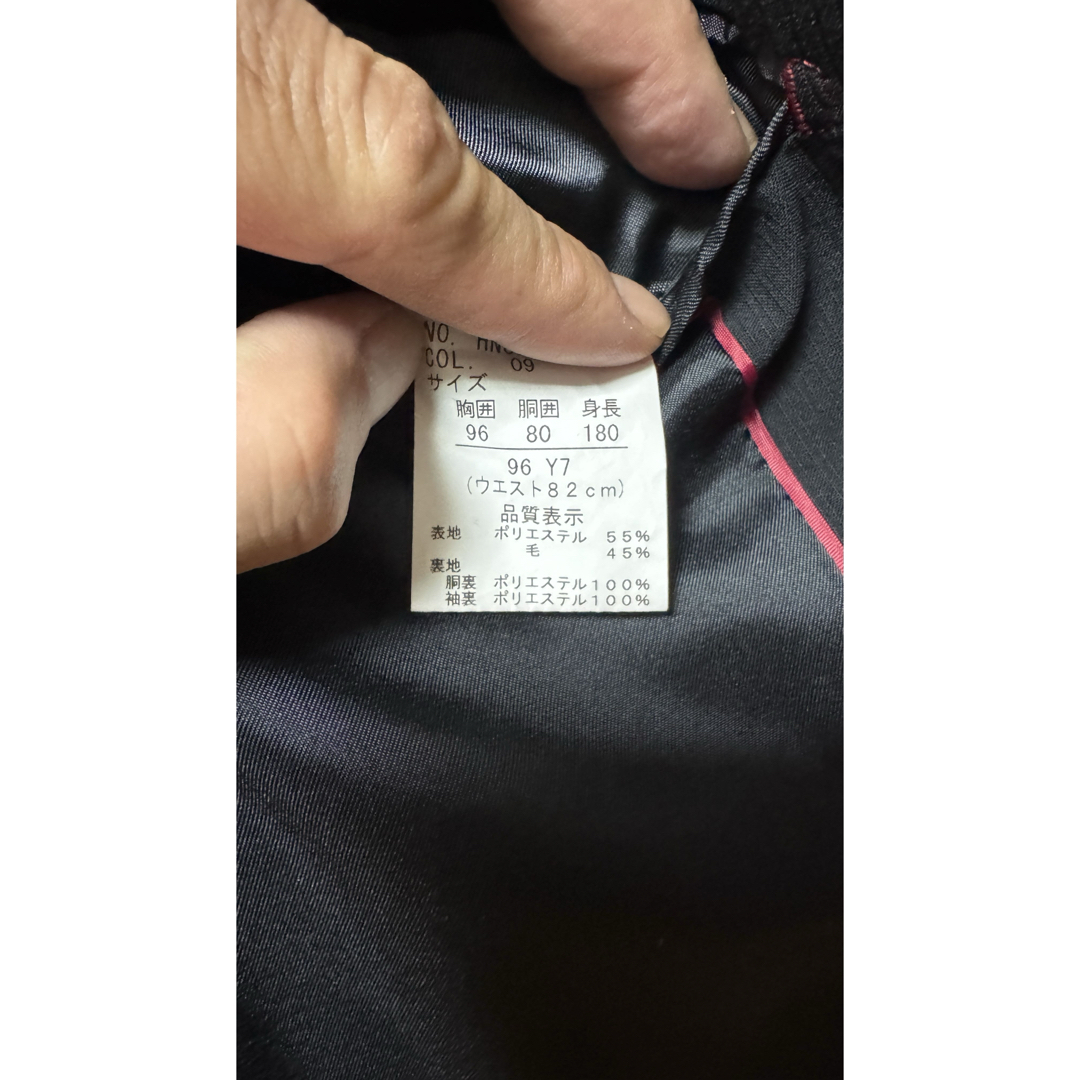 NO.
COL. 09
サイズ
胸囲 胴囲 身長
96 80 180
96 Y7
(ウエスト82cm)
品質表示
表地 ポリエステル 55%
毛 45%
裏地
胴裏 ポリエステル100%
袖裏 ポリエステル100%